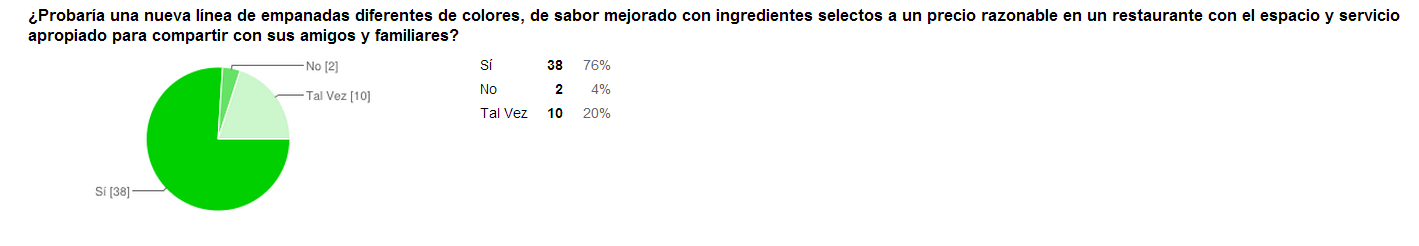 ¿Probaría una nueva línea de empanadas diferentes de colores, de sabor mejorado con ingredientes selectos a un precio razonable en un restaurante con el espacio y servicio
apropiado para compartir con sus amigos y familiares?
No [2]
Tal Vez [10]
Sí [38]
Sí 38 76%
No 2 4%
Tal Vez 10 20%